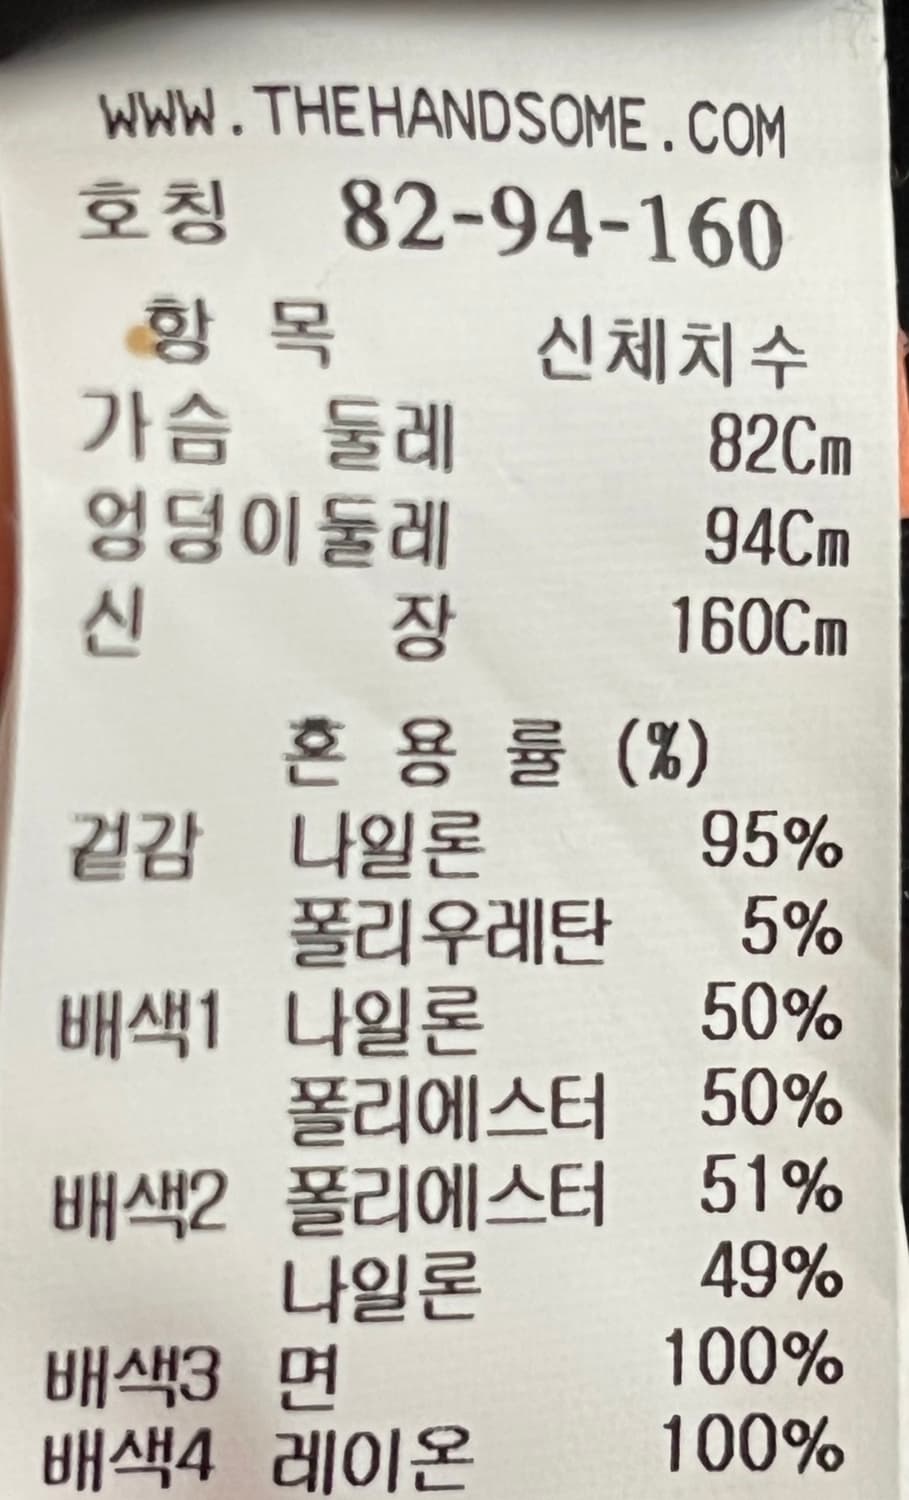 WWW.THEHANDSOME.COM
호칭 82-94-160
항 목 신체치수
가슴 둘레 82Cm
엉덩이둘레 94Cm
신 장 160Cm
혼 용 률 (%)
겉감 나일론 95%
폴리우레탄 5%
배색1 나일론 50%
폴리에스터 50%
배색2 폴리에스터 51%
나일론 49%
배색3 면 100%
배색4 레이온 100%